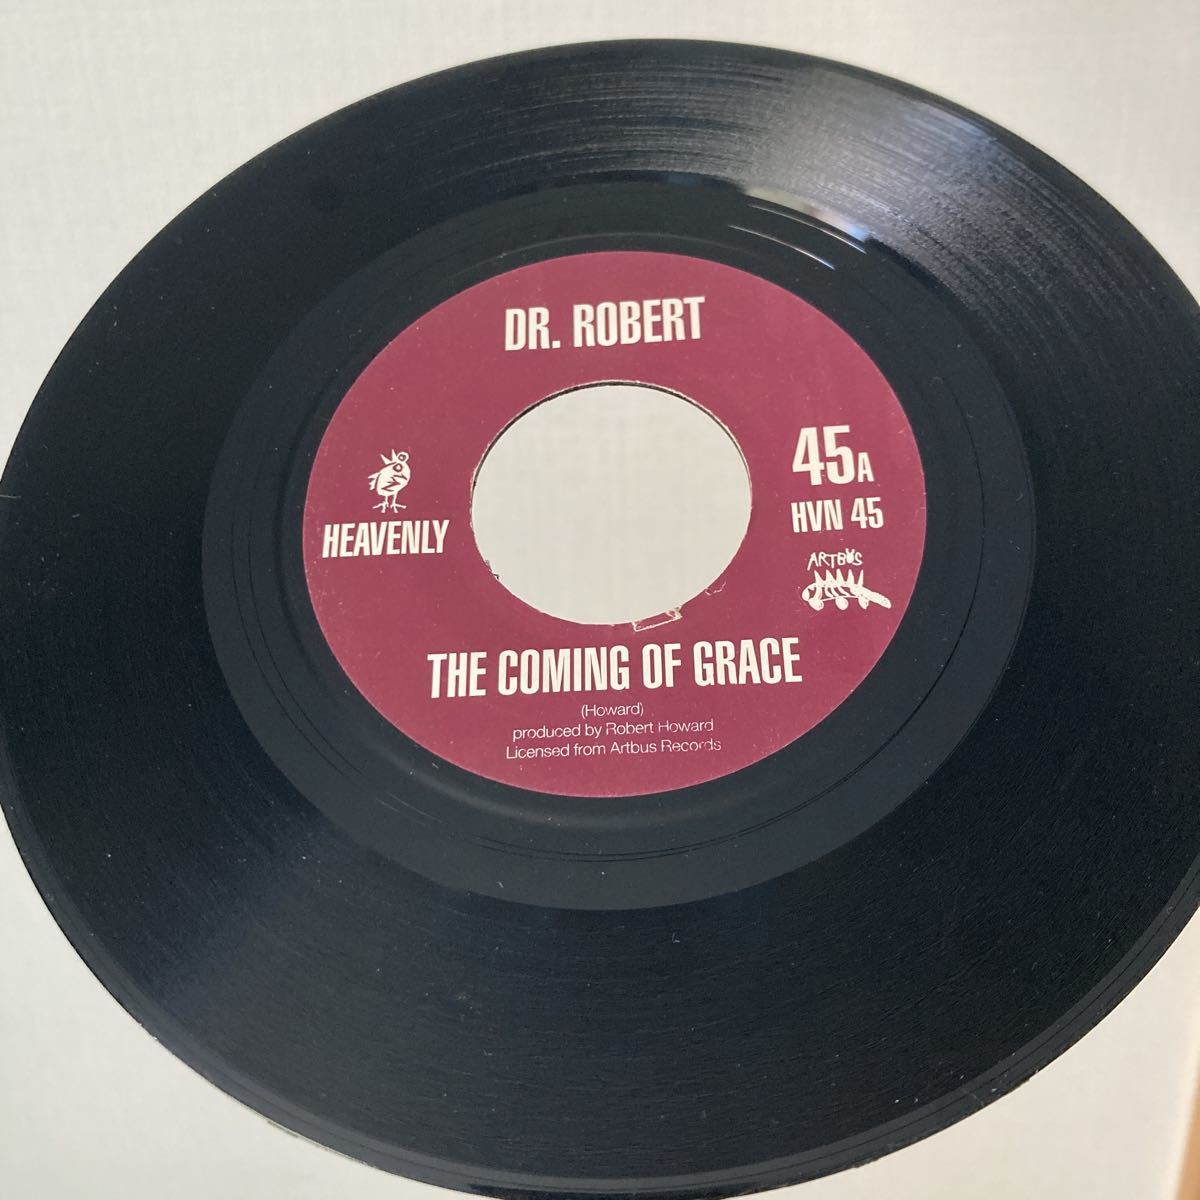 DR. ROBERT
HEAVENLY
45A
HVN 45
ARTBUS
THE COMING OF GRACE
(Howard)
produced by Robert Howard
Licensed from Artbus Records